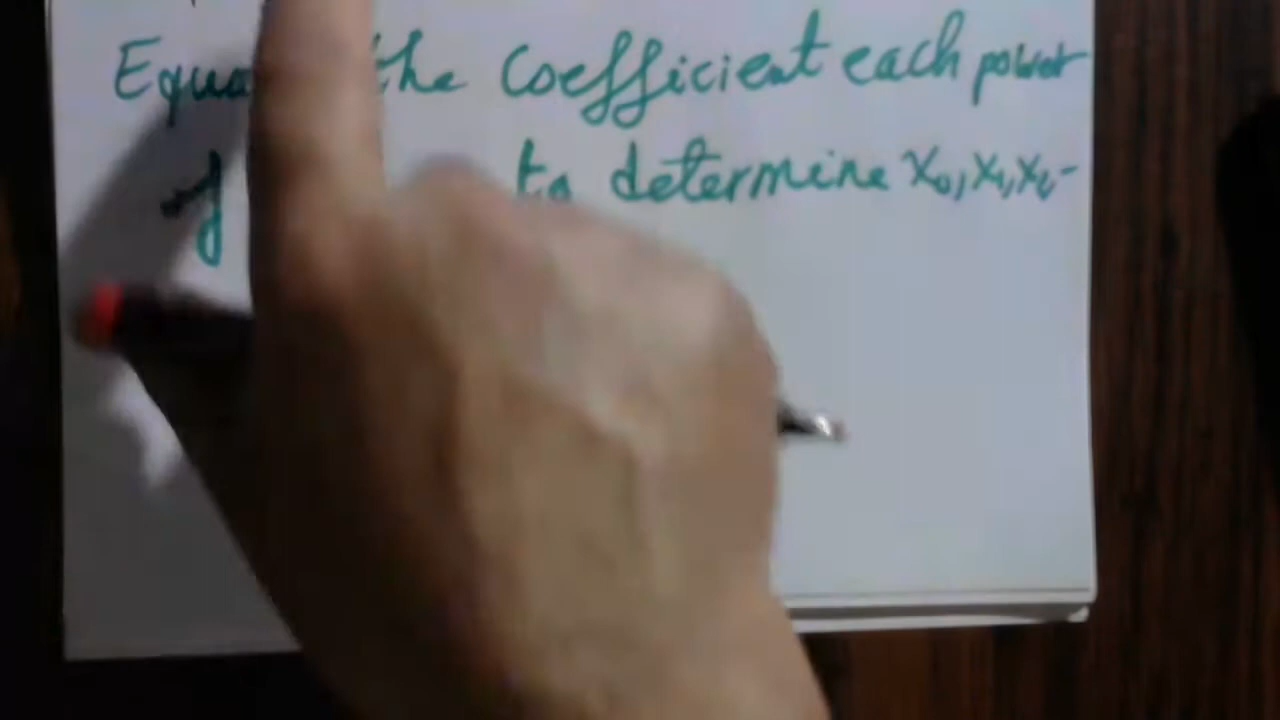 Equa the Coefficient each power
of to determine x₀, x₁, x₂-